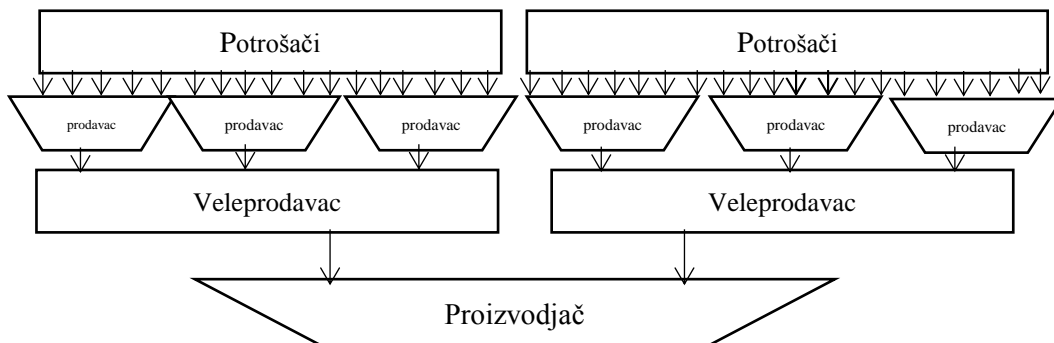 Potrošači
Potrošači
prodavac
prodavac
prodavac
prodavac
prodavac
prodavac
Veleprodavac
Veleprodavac
Proizvodjač